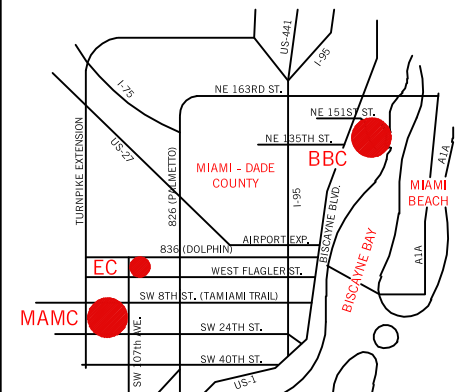 US-441
I-95
I-75
NE 163RD ST.
US-27
NE 151ST ST.
NE 135TH ST.
BBC
TURNPIKE EXTENSION
826 (PALMETTO)
MIAMI - DADE
COUNTY
I-95
A1A
MIAMI
BEACH
BISCAYNE BLVD.
BISCAYNE BAY
A1A
AIRPORT EXP.
836 (DOLPHIN)
EC
WEST FLAGLER ST.
SW 8TH ST. (TAMIAMI TRAIL)
MAMC
SW 24TH ST.
SW 107th AVE.
SW 40TH ST.
US-1